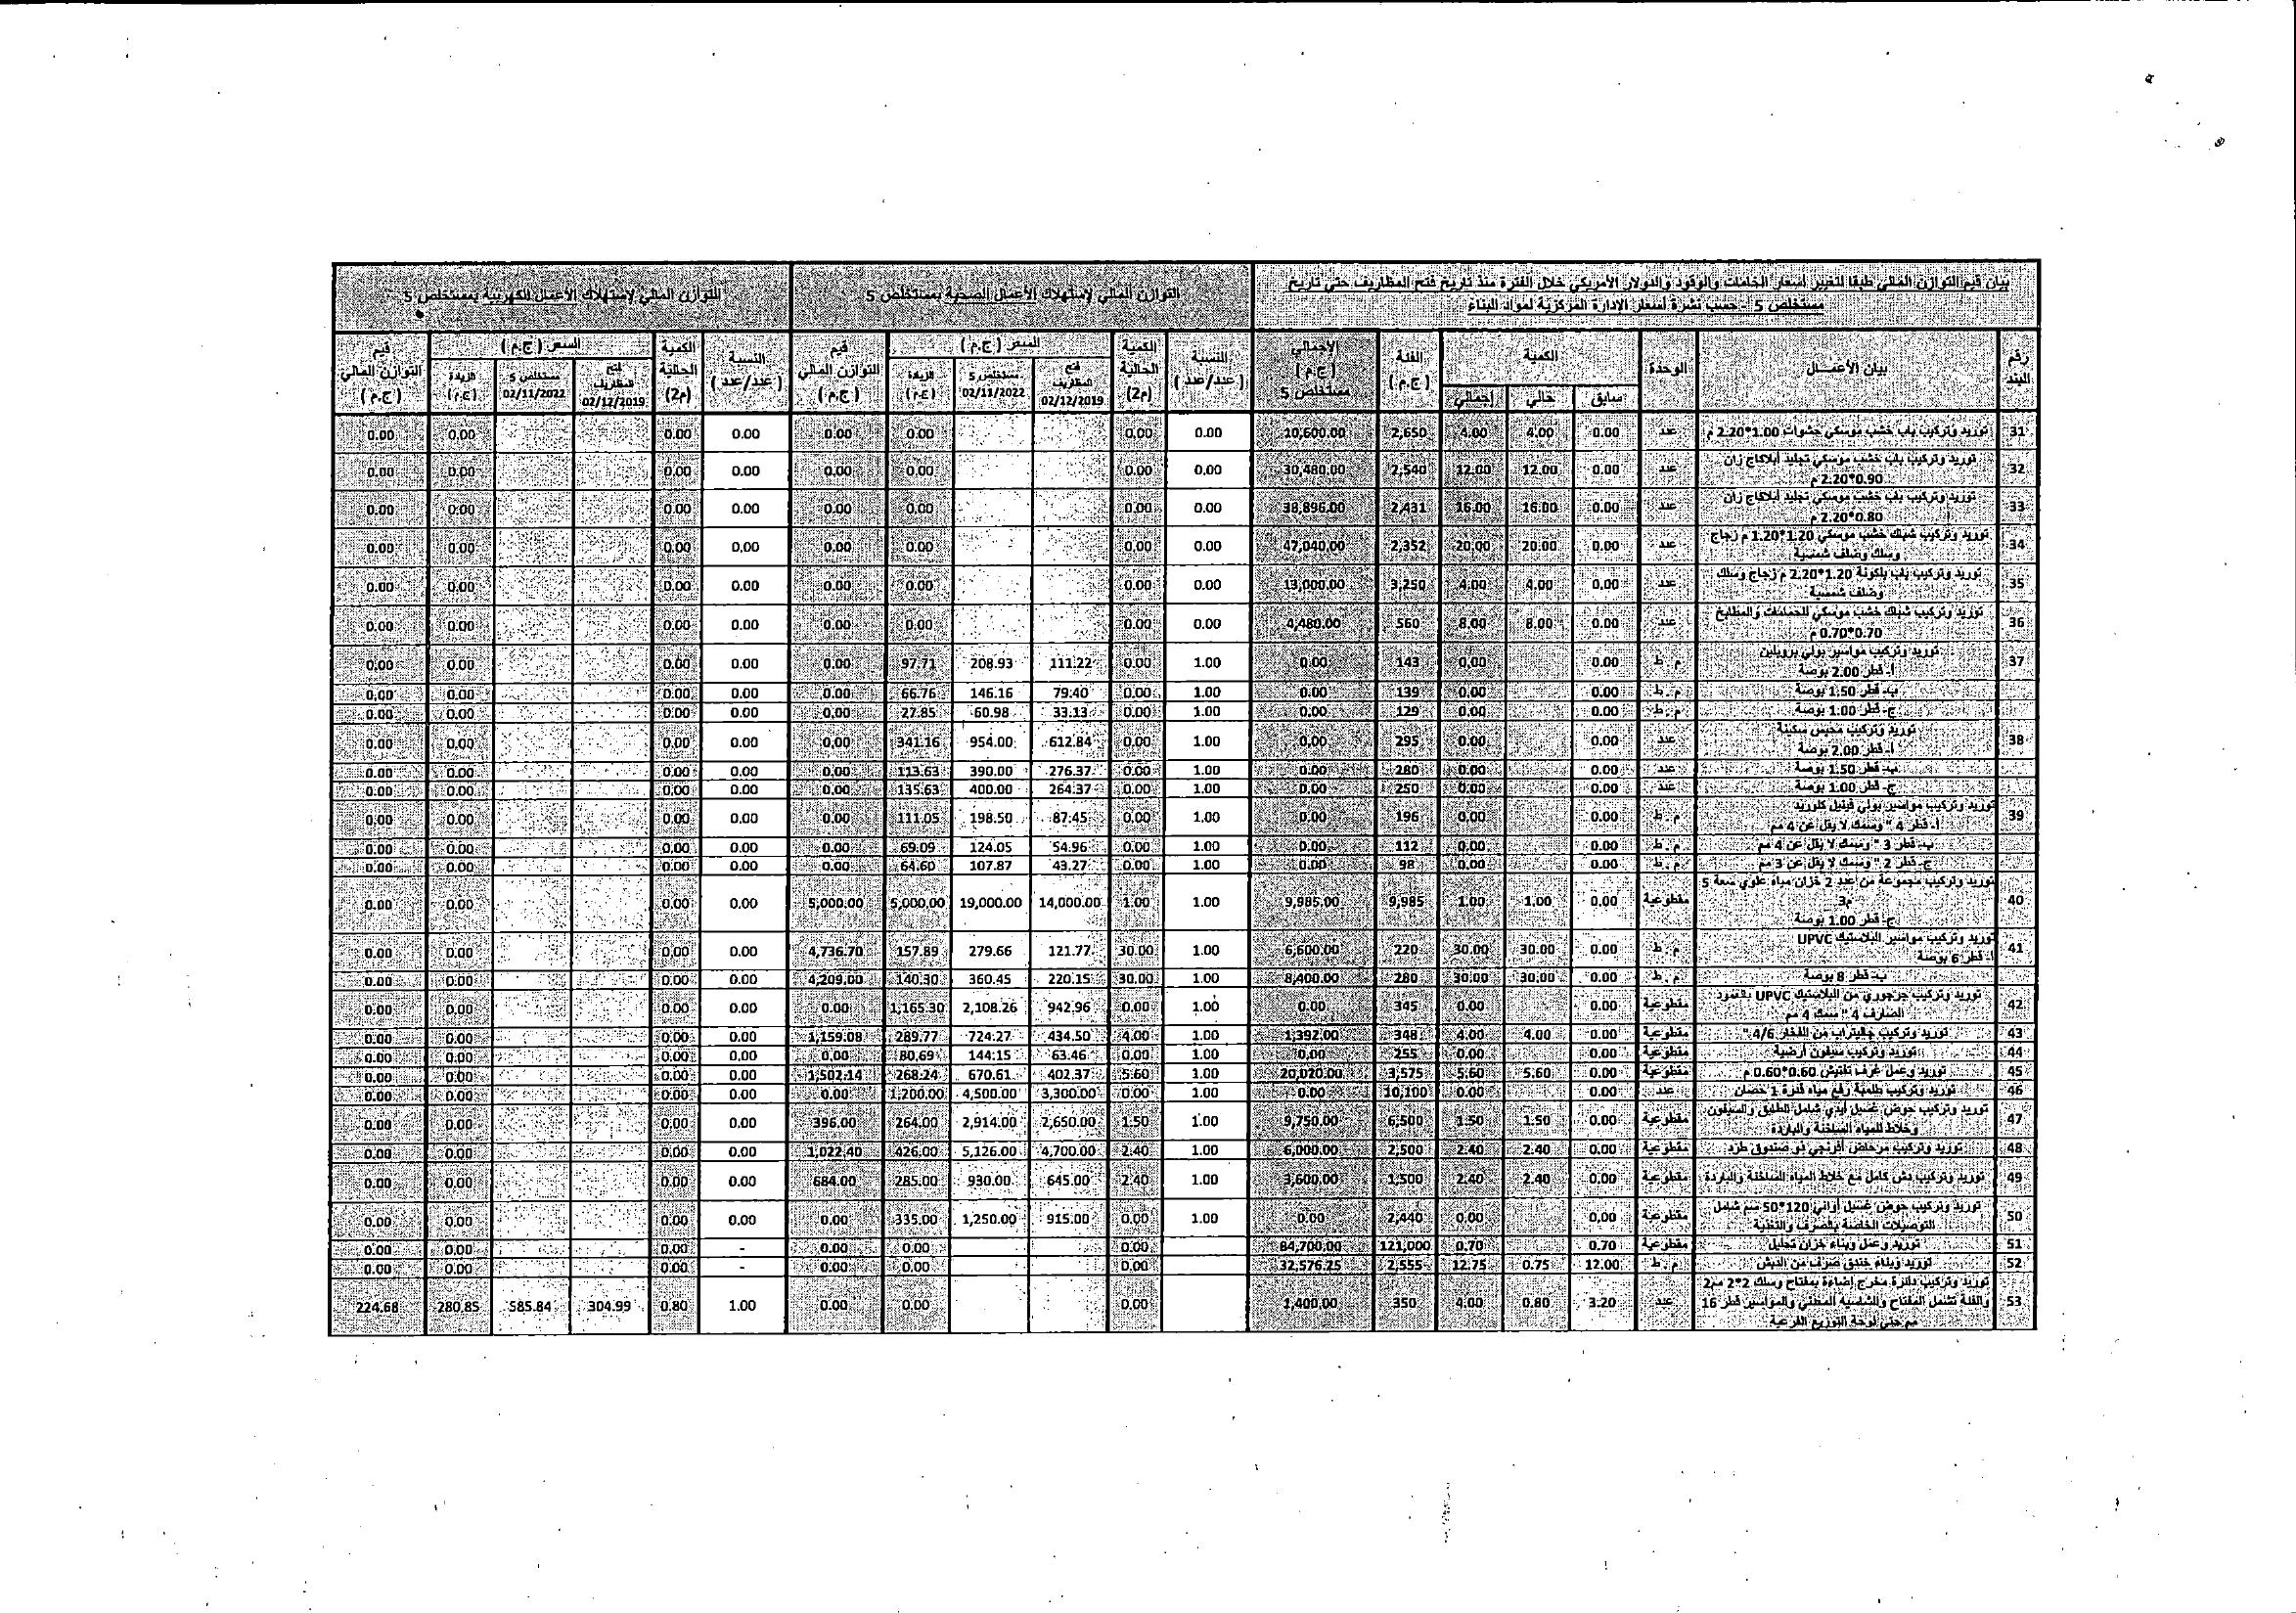 بيان قيم التوازن المالي طبقا لتغيير أسعار الخامات والوقود والدولار الأمريكي خلال الفترة منذ تاريخ فتح المظاريف حتي تاريخ
مستخلص 5 - حسب نشرة أسعار الإدارة المركزية لمواد البناء
التوازن المالي لإستهلاك الأعمال الصحية بمستخلص 5
التوازن المالي لإستهلاك الأعمال الكهربية بمستخلص 5
رقم البند | بيان الأعمــال | الوحدة | الكمية | سابق | حالي | إجمالي | الفئة (ج.م.) | الإجمالي (ج.م) مستخلص 5
النسبة (عدد/عدد) | الكمية الحالية (م2) | السعر (ج.م) | فتح المظاريف 02/12/2019 | مستخلص 5 02/11/2022 | الزيادة (ج.م) | قيم التوازن المالي (ج.م)
النسبة (عدد/عدد) | الكمية الحالية (م2) | السعر (ج.م) | فتح المظاريف 02/12/2019 | مستخلص 5 02/11/2022 | الزيادة (ج.م) | قيم التوازن المالي (ج.م)
31 | توريد وتركيب باب خشب موسكي حشوات 1.00*2.20 م | عدد | 0.00 | 4.00 | 4.00 | 2,650 | 10,600.00 | 0.00 | 0.00 | 0.00 | 0.00 | 0.00 | 0.00 | 0.00 | 0.00
32 | توريد وتركيب باب خشب موسكي تجليد أبلاكاج زان 0.90*2.20 م | عدد | 0.00 | 12.00 | 12.00 | 2,540 | 30,480.00 | 0.00 | 0.00 | 0.00 | 0.00 | 0.00 | 0.00 | 0.00 | 0.00
33 | توريد وتركيب باب خشب موسكي تجليد أبلاكاج زان 0.80*2.20 م | عدد | 0.00 | 16.00 | 16.00 | 2,431 | 38,896.00 | 0.00 | 0.00 | 0.00 | 0.00 | 0.00 | 0.00 | 0.00 | 0.00
34 | توريد وتركيب شباك خشب موسكي 1.20*1.20 م زجاج وسلك وضلف شمسية | عدد | 0.00 | 20.00 | 20.00 | 2,352 | 47,040.00 | 0.00 | 0.00 | 0.00 | 0.00 | 0.00 | 0.00 | 0.00 | 0.00
35 | توريد وتركيب باب بلكونة 1.20*2.20 م زجاج وسلك وضلف شمسية | عدد | 0.00 | 4.00 | 4.00 | 3,250 | 13,000.00 | 0.00 | 0.00 | 0.00 | 0.00 | 0.00 | 0.00 | 0.00 | 0.00
36 | توريد وتركيب شباك خشب موسكي للحمامات والمطابخ 0.70*0.70 م | عدد | 0.00 | 8.00 | 8.00 | 560 | 4,480.00 | 0.00 | 0.00 | 0.00 | 0.00 | 0.00 | 0.00 | 0.00 | 0.00
37 | توريد وتركيب مواسير بولي بروبلين أ- قطر 2.00 بوصة | م . ط | 0.00 | 0.00 | 143 | 0.00 | 1.00 | 0.00 | 111.22 | 208.93 | 97.71 | 0.00 | 0.00 | 0.00 | 0.00 | 0.00
ب- قطر 1.50 بوصة | م . ط | 0.00 | 0.00 | 139 | 0.00 | 1.00 | 0.00 | 79.40 | 146.16 | 66.76 | 0.00 | 0.00 | 0.00 | 0.00 | 0.00
ج- قطر 1.00 بوصة | م . ط | 0.00 | 0.00 | 129 | 0.00 | 1.00 | 0.00 | 33.13 | 60.98 | 27.85 | 0.00 | 0.00 | 0.00 | 0.00 | 0.00
38 | توريد وتركيب محبس سكينة أ- قطر 2.00 بوصة | عدد | 0.00 | 0.00 | 295 | 0.00 | 1.00 | 0.00 | 612.84 | 954.00 | 341.16 | 0.00 | 0.00 | 0.00 | 0.00 | 0.00
ب- قطر 1.50 بوصة | عدد | 0.00 | 0.00 | 280 | 0.00 | 1.00 | 0.00 | 276.37 | 390.00 | 113.63 | 0.00 | 0.00 | 0.00 | 0.00 | 0.00
ج- قطر 1.00 بوصة | عدد | 0.00 | 0.00 | 250 | 0.00 | 1.00 | 0.00 | 264.37 | 400.00 | 135.63 | 0.00 | 0.00 | 0.00 | 0.00 | 0.00
39 | توريد وتركيب مواسير بولي فينيل كلوريد أ- قطر 4 " وسمك لا يقل عن 4 مم | م . ط | 0.00 | 0.00 | 196 | 0.00 | 1.00 | 0.00 | 87.45 | 198.50 | 111.05 | 0.00 | 0.00 | 0.00 | 0.00 | 0.00
ب- قطر 3 " وسمك لا يقل عن 4 مم | م . ط | 0.00 | 0.00 | 112 | 0.00 | 1.00 | 0.00 | 54.96 | 124.05 | 69.09 | 0.00 | 0.00 | 0.00 | 0.00 | 0.00
ج- قطر 2 " وسمك لا يقل عن 3 مم | م . ط | 0.00 | 0.00 | 98 | 0.00 | 1.00 | 0.00 | 43.27 | 107.87 | 64.60 | 0.00 | 0.00 | 0.00 | 0.00 | 0.00
40 | توريد وتركيب مجموعة من عدد 2 خزان مياه علوي سعة 5 م3 ج- قطر 1.00 بوصة | مقطوعية | 0.00 | 1.00 | 1.00 | 9,985 | 9,985.00 | 1.00 | 1.00 | 14,000.00 | 19,000.00 | 5,000.00 | 5,000.00 | 0.00 | 0.00 | 0.00 | 0.00
41 | توريد وتركيب مواسير البلاستيك UPVC أ- قطر 6 بوصة | م . ط | 0.00 | 30.00 | 30.00 | 220 | 6,600.00 | 1.00 | 30.00 | 121.77 | 279.66 | 157.89 | 4,736.70 | 0.00 | 0.00 | 0.00 | 0.00
ب- قطر 8 بوصة | م . ط | 0.00 | 30.00 | 30.00 | 280 | 8,400.00 | 1.00 | 30.00 | 220.15 | 360.45 | 140.30 | 4,209.00 | 0.00 | 0.00 | 0.00 | 0.00
42 | توريد وتركيب جرجوري من البلاستيك UPVC بالعمود الصارف 4 " سمك 4 مم | مقطوعية | 0.00 | 0.00 | 345 | 0.00 | 1.00 | 0.00 | 942.96 | 2,108.26 | 1,165.30 | 0.00 | 0.00 | 0.00 | 0.00 | 0.00
43 | توريد وتركيب جاليتراب من الفخار 4/6 " | مقطوعية | 0.00 | 4.00 | 4.00 | 348 | 1,392.00 | 1.00 | 4.00 | 434.50 | 724.27 | 289.77 | 1,159.08 | 0.00 | 0.00 | 0.00 | 0.00
44 | توريد وتركيب سيفون أرضية | مقطوعية | 0.00 | 0.00 | 255 | 0.00 | 1.00 | 0.00 | 63.46 | 144.15 | 80.69 | 0.00 | 0.00 | 0.00 | 0.00 | 0.00
45 | توريد وعمل غرف تفتيش 0.60*0.60 م | مقطوعية | 0.00 | 5.60 | 5.60 | 3,575 | 20,020.00 | 1.00 | 5.60 | 402.37 | 670.61 | 268.24 | 1,502.14 | 0.00 | 0.00 | 0.00 | 0.00
46 | توريد وتركيب طلمبة رفع مياه قدرة 1 حصان | عدد | 0.00 | 0.00 | 10,100 | 0.00 | 1.00 | 0.00 | 3,300.00 | 4,500.00 | 1,200.00 | 0.00 | 0.00 | 0.00 | 0.00 | 0.00
47 | توريد وتركيب حوض غسيل أيدي شامل الطبق والسيفون وخلاط للمياه الساخنة والباردة | مقطوعية | 0.00 | 1.50 | 1.50 | 6,500 | 9,750.00 | 1.00 | 1.50 | 2,650.00 | 2,914.00 | 264.00 | 396.00 | 0.00 | 0.00 | 0.00 | 0.00
48 | توريد وتركيب مرحاض أفرنجي ذو صندوق طرد | مقطوعية | 0.00 | 2.40 | 2.40 | 2,500 | 6,000.00 | 1.00 | 2.40 | 4,700.00 | 5,126.00 | 426.00 | 1,022.40 | 0.00 | 0.00 | 0.00 | 0.00
49 | توريد وتركيب دش كامل مع خلاط المياه الساخنة والباردة | مقطوعية | 0.00 | 2.40 | 2.40 | 1,500 | 3,600.00 | 1.00 | 2.40 | 645.00 | 930.00 | 285.00 | 684.00 | 0.00 | 0.00 | 0.00 | 0.00
50 | توريد وتركيب حوض غسيل أواني 120*50 سم شامل التوصيلات الخاصة بالصرف والتغذية | مقطوعية | 0.00 | 0.00 | 2,440 | 0.00 | 1.00 | 0.00 | 915.00 | 1,250.00 | 335.00 | 0.00 | 0.00 | 0.00 | 0.00 | 0.00
51 | توريد وعمل وبناء خزان تحليل | مقطوعية | 0.70 | 0.70 | 121,000 | 84,700.00 | 0.00 | 0.00 | 0.00 | - | 0.00 | 0.00 | 0.00
52 | توريد وبناء خندق صرف من الدبش | م . ط | 12.00 | 0.75 | 12.75 | 2,555 | 32,576.25 | 0.00 | 0.00 | 0.00 | - | 0.00 | 0.00 | 0.00
53 | توريد وتركيب دائرة مخرج إضاءة بمفتاح وسلك 2*2 مم2 والفئة تشمل المفتاح والشاسيه المعدني والمواسير قطر 16 مم حتي لوحة التوزيع الفرعية | عدد | 3.20 | 0.80 | 4.00 | 350 | 1,400.00 | 0.00 | 0.00 | 0.00 | 1.00 | 0.80 | 304.99 | 585.84 | 280.85 | 224.68